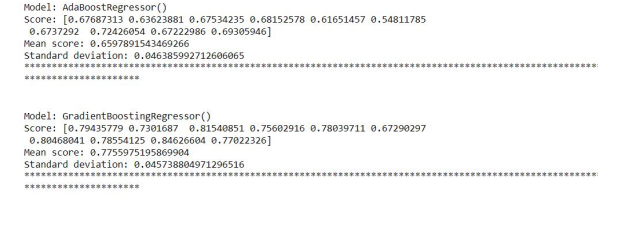 Model: AdaBoostRegressor()
Score: [0.67687313 0.63623881 0.67534235 0.68152578 0.61651457 0.54811785
0.6737292  0.72426054 0.67222986 0.69305946]
Mean score: 0.6597891543469266
Standard deviation: 0.046385992712606065
****************************************************************************************************
*********************
Model: GradientBoostingRegressor()
Score: [0.79435779 0.7301687  0.81540851 0.75602916 0.78039711 0.67290297
0.80468041 0.78554125 0.84626604 0.77022326]
Mean score: 0.7755975195869904
Standard deviation: 0.045738804971296516
****************************************************************************************************
*********************